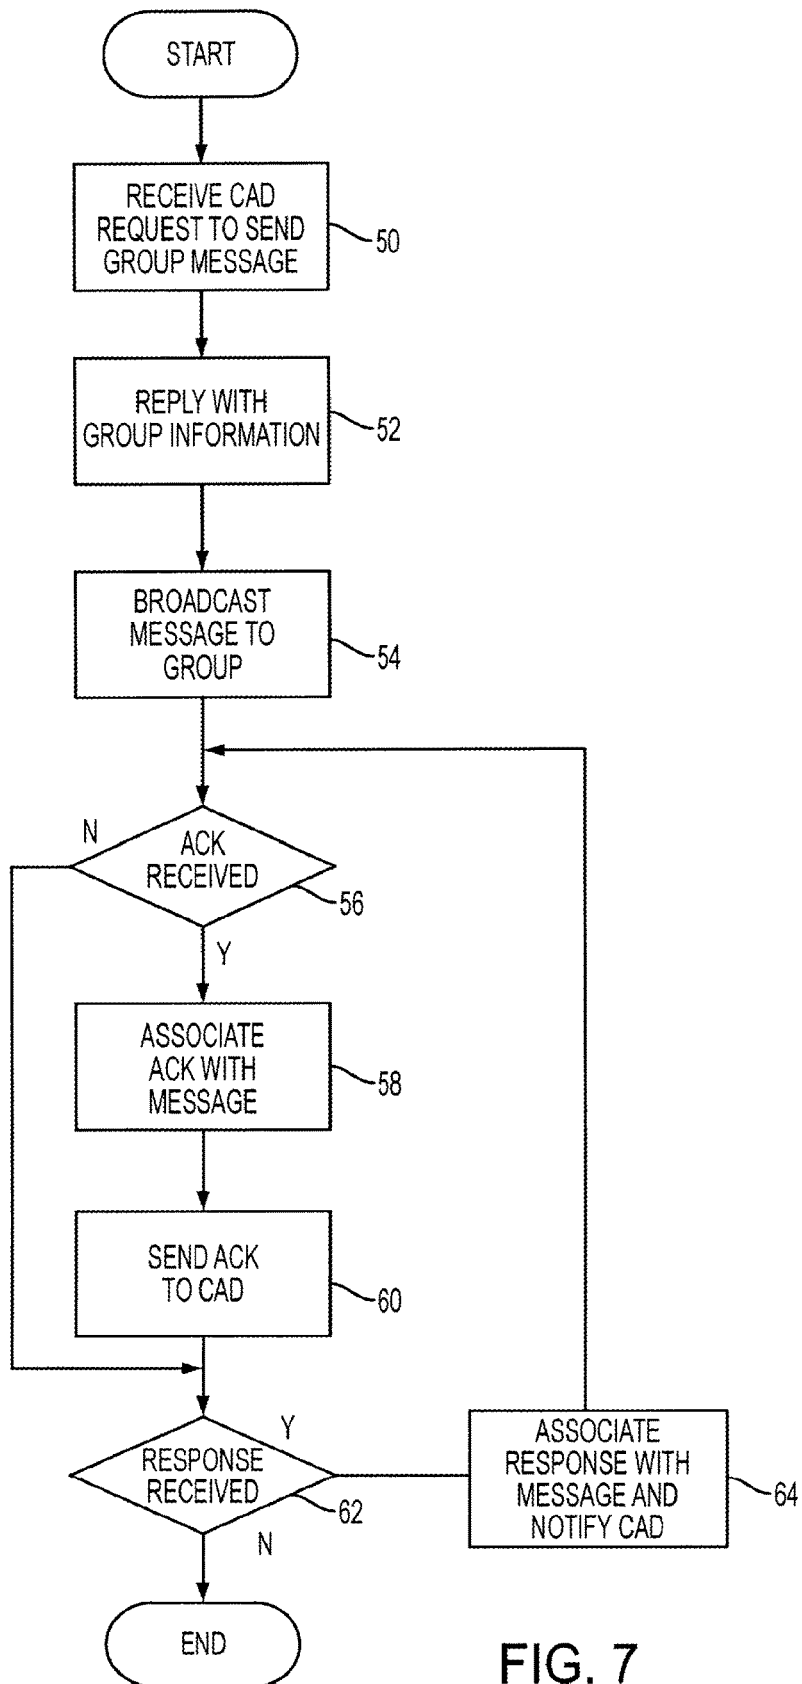 START
RECEIVE CAD
REQUEST TO SEND
GROUP MESSAGE
50
REPLY WITH
GROUP INFORMATION
52
BROADCAST
MESSAGE TO
GROUP
54
N
ACK
RECEIVED
56
Y
ASSOCIATE
ACK WITH
MESSAGE
58
SEND ACK
TO CAD
60
Y
RESPONSE
RECEIVED
62
N
ASSOCIATE
RESPONSE WITH
MESSAGE AND
NOTIFY CAD
64
END
FIG. 7